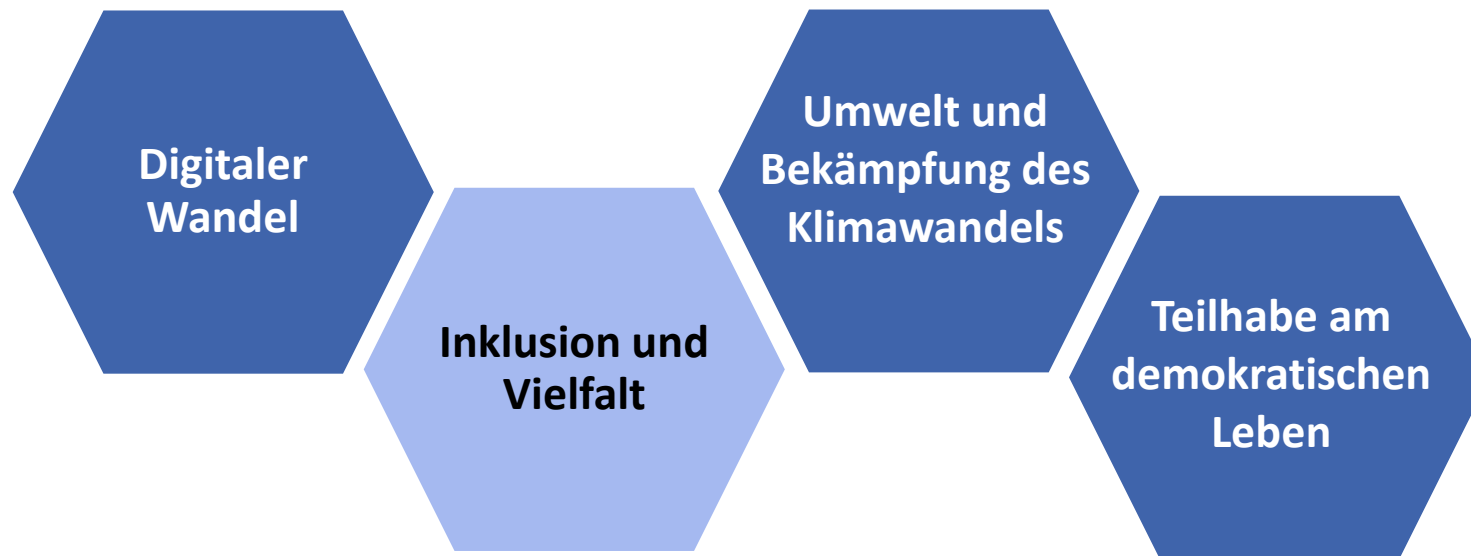 Digitaler
Wandel
Inklusion und
Vielfalt
Umwelt und
Bekämpfung des
Klimawandels
Teilhabe am
demokratischen
Leben